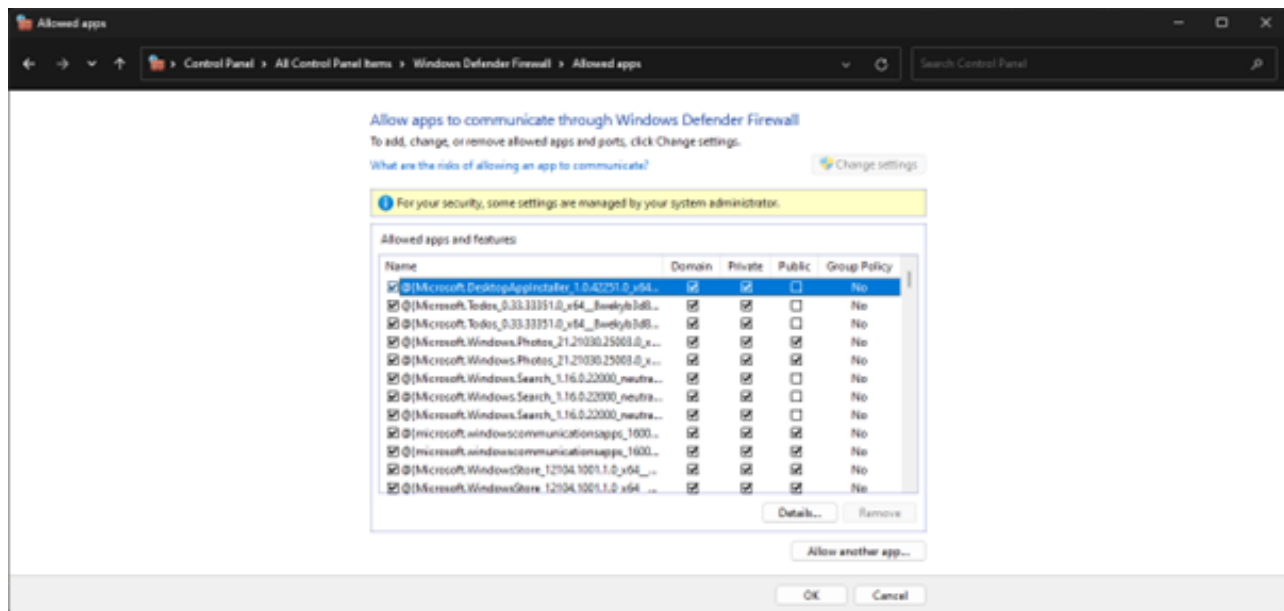 Allowed apps
Control Panel > All Control Panel Items > Windows Defender Firewall > Allowed apps
Search Control Panel
Allow apps to communicate through Windows Defender Firewall
To add, change, or remove allowed apps and ports, click Change settings.
What are the risks of allowing an app to communicate?
Change settings
For your security, some settings are managed by your system administrator.
Allowed apps and features:
Name Domain Private Public Group Policy
@{Microsoft.DesktopAppInstaller_1.0.42251.0_x64... No
@{Microsoft.Todos_0.33.33351.0_x64__8wekyb3d8... No
@{Microsoft.Todos_0.33.33351.0_x64__8wekyb3d8... No
@{Microsoft.Windows.Photos_21.21030.25003.0_x... No
@{Microsoft.Windows.Photos_21.21030.25003.0_x... No
@{Microsoft.Windows.Search_1.16.0.22000_neutra... No
@{Microsoft.Windows.Search_1.16.0.22000_neutra... No
@{Microsoft.Windows.Search_1.16.0.22000_neutra... No
@{microsoft.windowscommunicationsapps_1600... No
@{microsoft.windowscommunicationsapps_1600... No
@{Microsoft.WindowsStore_12104.1001.1.0_x64__... No
@{Microsoft.WindowsStore_12104.1001.1.0_x64__... No
Details... Remove
Allow another app...
OK Cancel